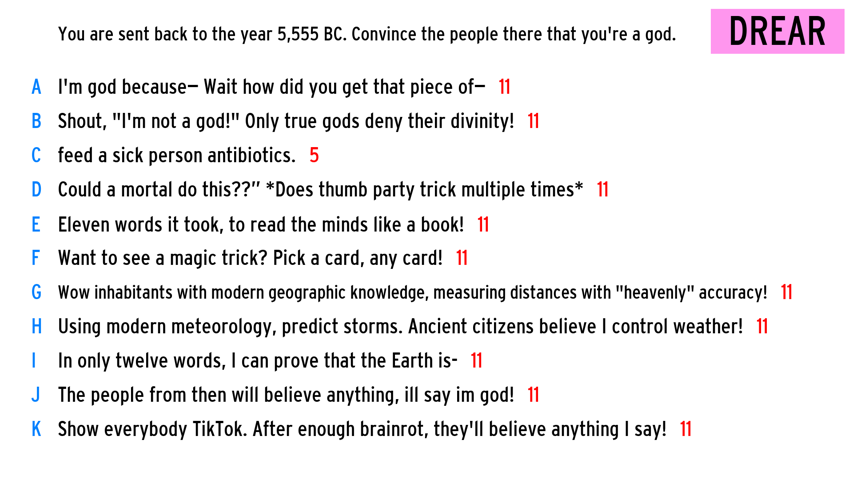 You are sent back to the year 5,555 BC. Convince the people there that you're a god.
DREAR
A I'm god because— Wait how did you get that piece of— 11
B Shout, "I'm not a god!" Only true gods deny their divinity! 11
C feed a sick person antibiotics. 5
D Could a mortal do this??” *Does thumb party trick multiple times* 11
E Eleven words it took, to read the minds like a book! 11
F Want to see a magic trick? Pick a card, any card! 11
G Wow inhabitants with modern geographic knowledge, measuring distances with "heavenly" accuracy! 11
H Using modern meteorology, predict storms. Ancient citizens believe I control weather! 11
I In only twelve words, I can prove that the Earth is- 11
J The people from then will believe anything, ill say im god! 11
K Show everybody TikTok. After enough brainrot, they'll believe anything I say! 11